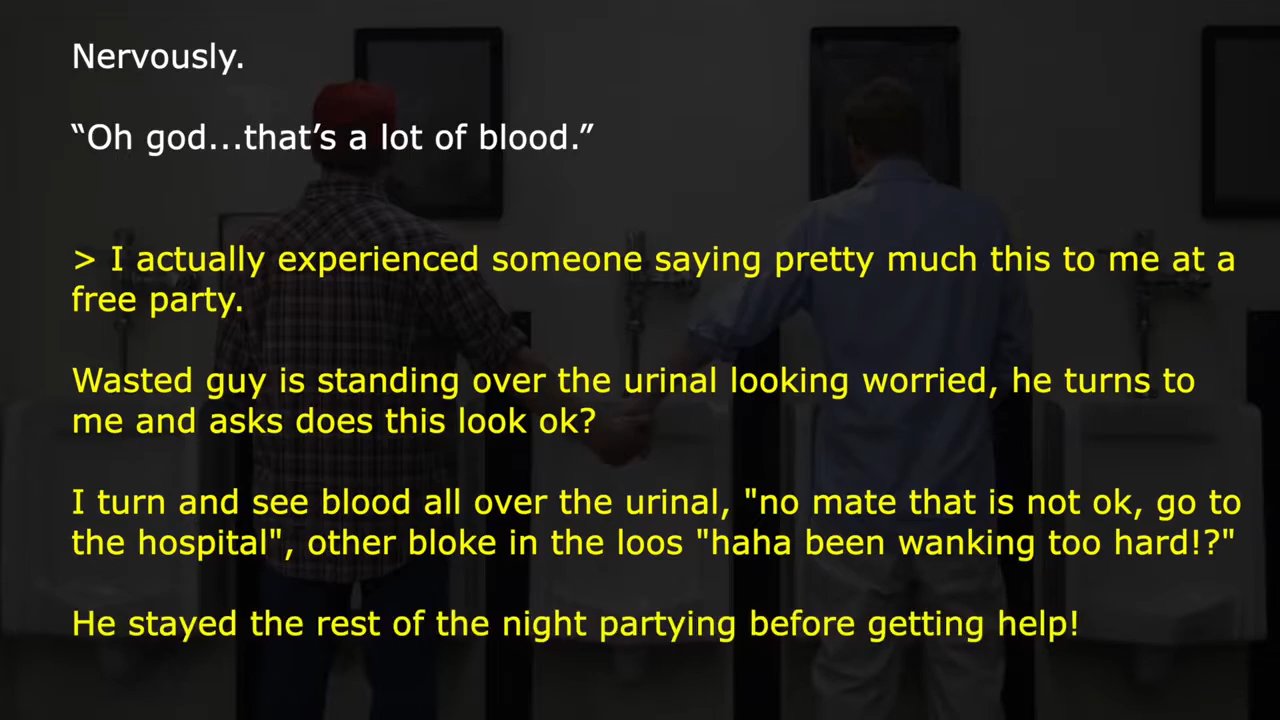 Nervously.
“Oh god...that’s a lot of blood.”
> I actually experienced someone saying pretty much this to me at a
free party.
Wasted guy is standing over the urinal looking worried, he turns to
me and asks does this look ok?
I turn and see blood all over the urinal, "no mate that is not ok, go to
the hospital", other bloke in the loos "haha been wanking too hard!?"
He stayed the rest of the night partying before getting help!